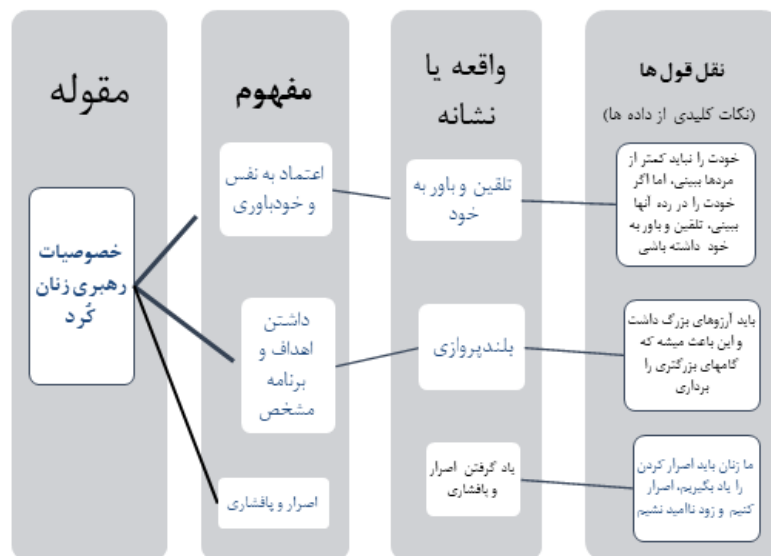 مقوله
خصوصیات
رهبری زنان
کُرد
مفهوم
اعتماد به نفس
و خودباوری
داشتن
اهداف و
برنامه
مشخص
اصرار و پافشاری
واقعه یا
نشانه
تلقین و باور به
خود
بلندپروازی
یاد گرفتن اصرار
و پافشاری
نقل قول ها
(نکات کلیدی از داده ها)
خودت را نباید کمتر از
مردها ببینی، اما اگر
خودت را در رده آنها
ببینی، تلقین و باور به
خود داشته باشی
باید آرزوهای بزرگ داشت
و این باعث میشه که
گامهای بزرگتری را
برداری
ما زنان باید اصرار کردن
را یاد بگیریم، اصرار
کنیم و زود ناامید نشیم